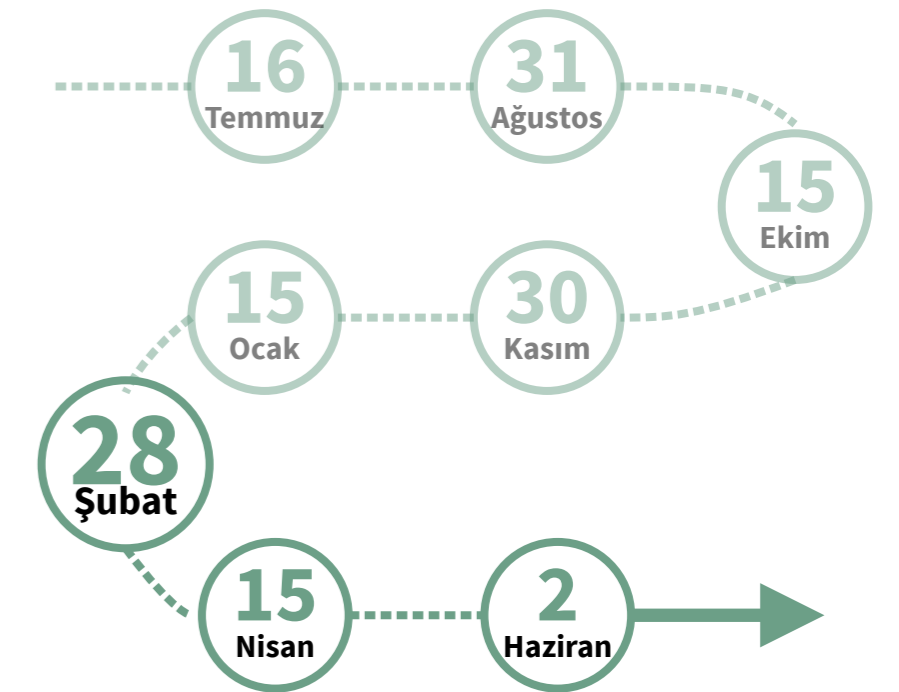 16
Temmuz
31
Ağustos
15
Ekim
30
Kasım
15
Ocak
28
Şubat
15
Nisan
2
Haziran